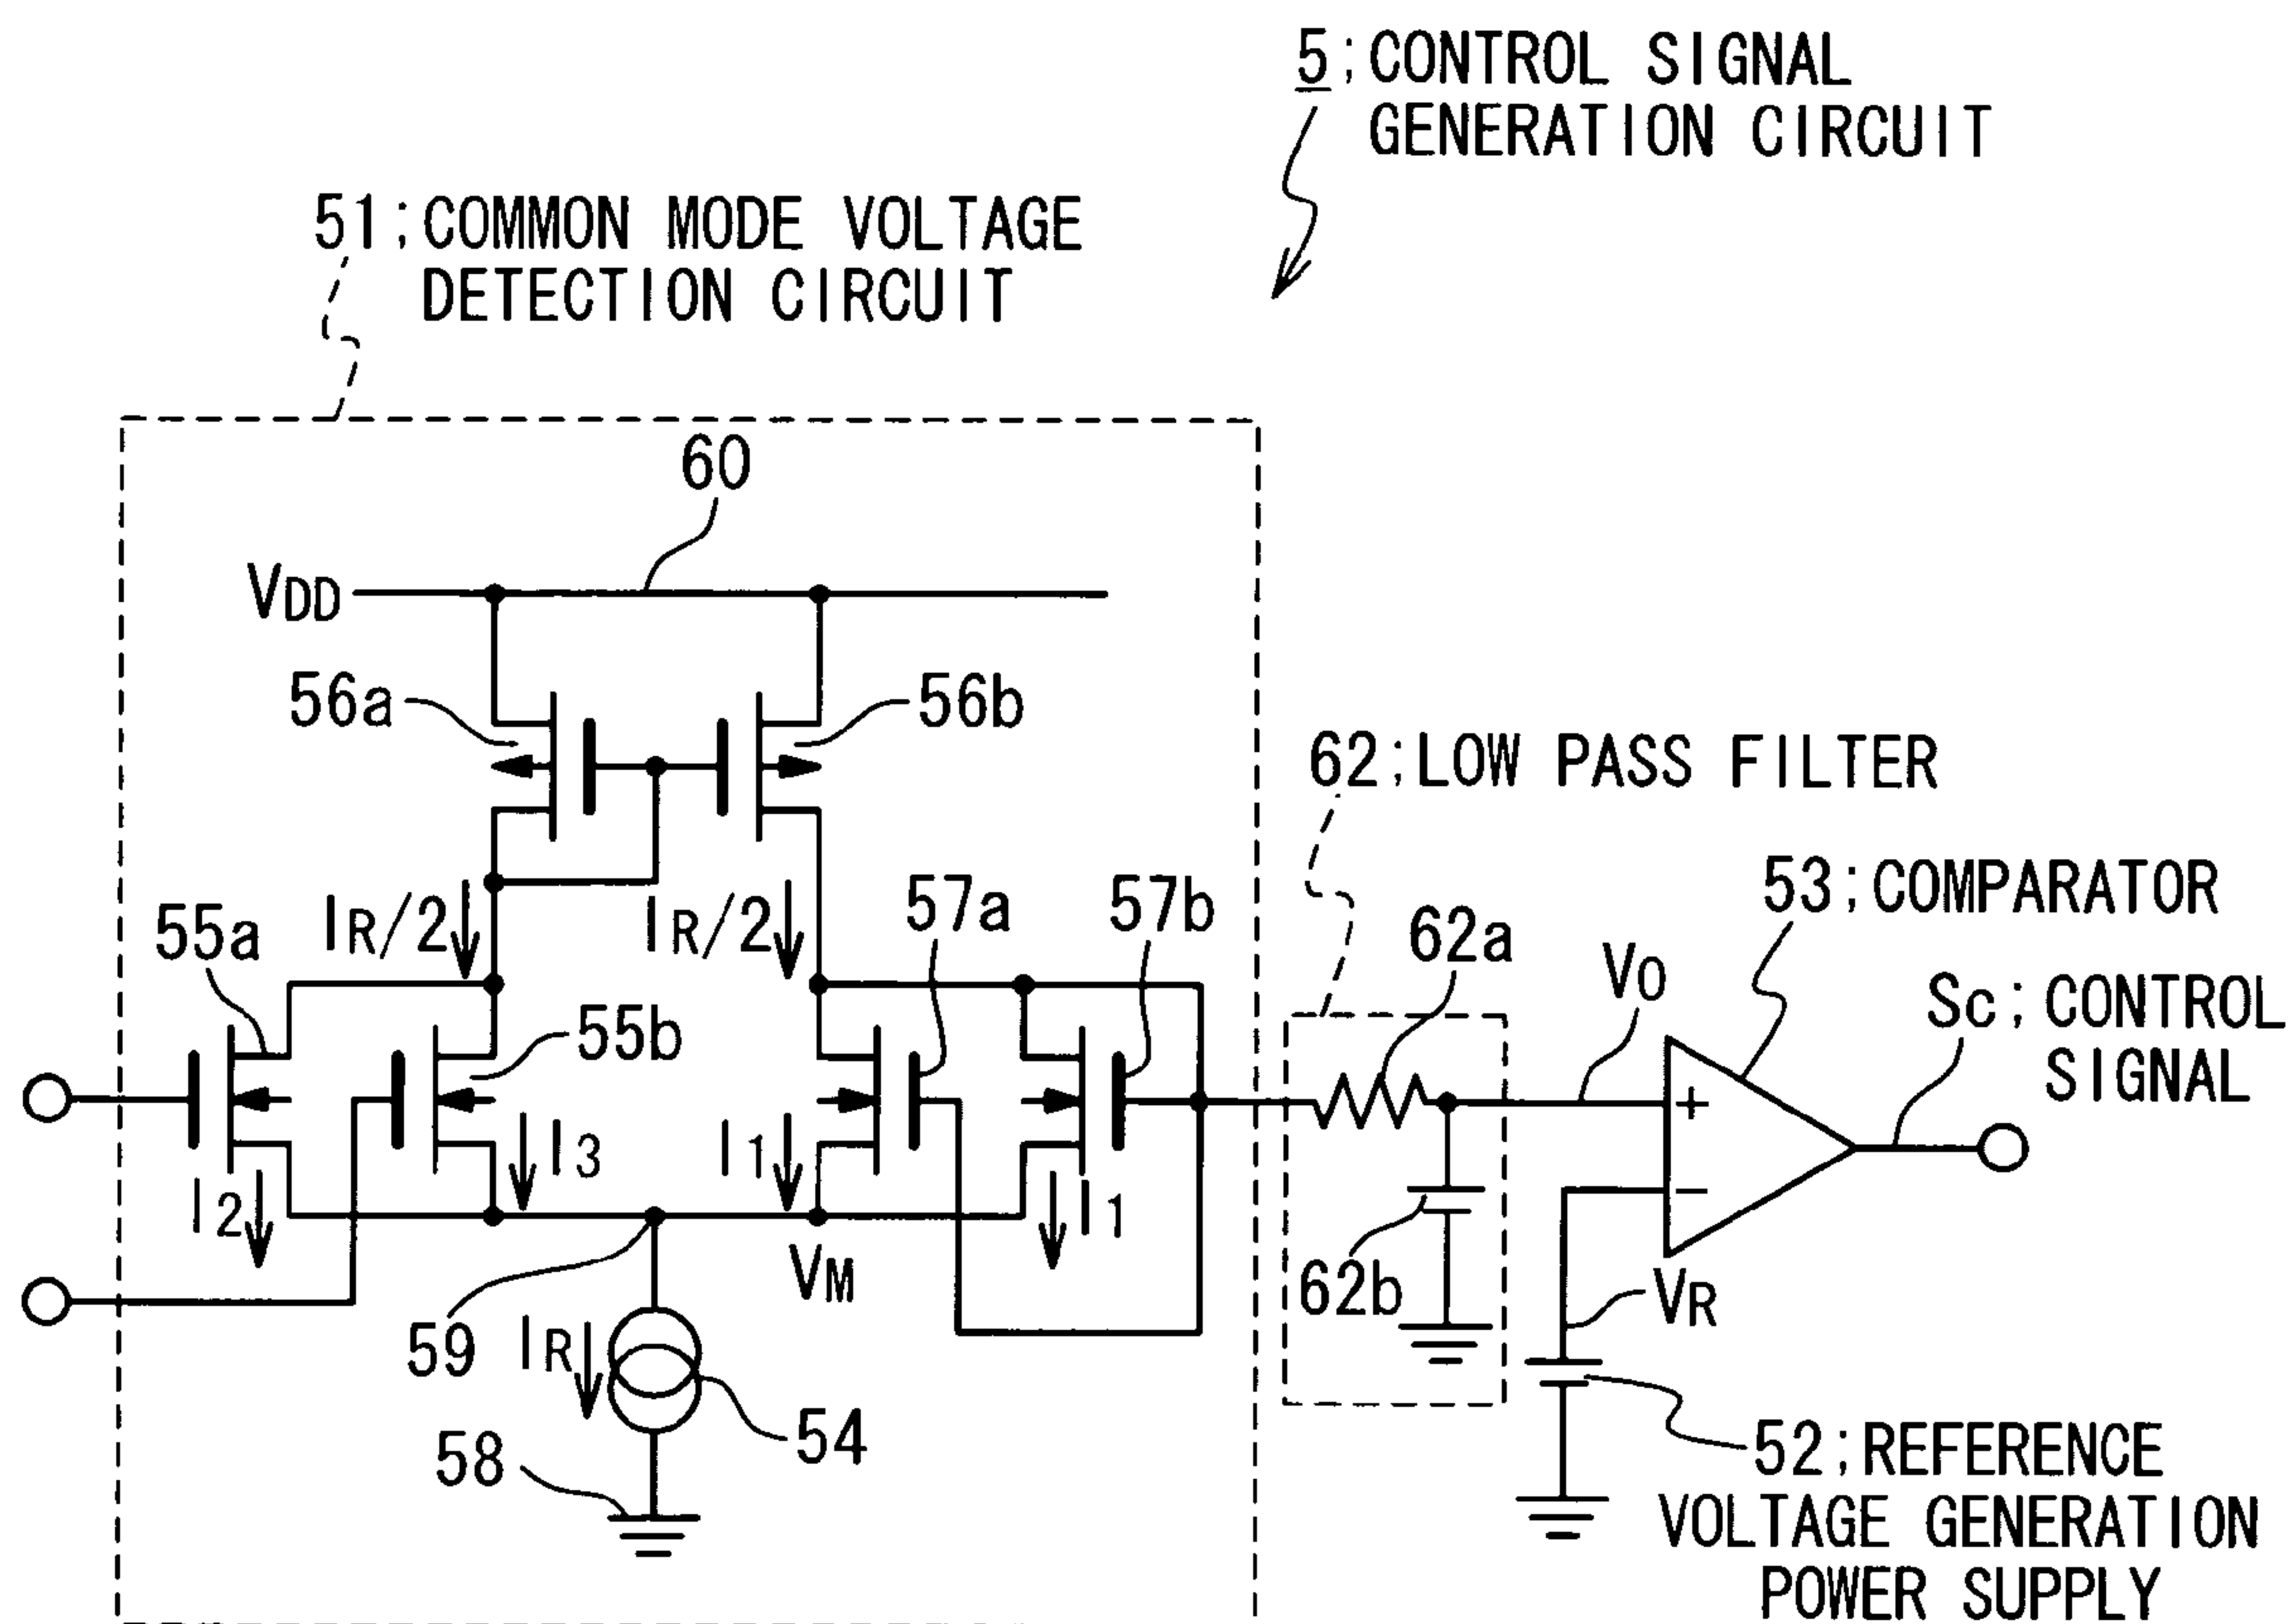 5;CONTROL SIGNAL
GENERATION CIRCUIT
51;COMMON MODE VOLTAGE
DETECTION CIRCUIT
60
VDD
56a
56b
62;LOW PASS FILTER
53;COMPARATOR
55a
IR/2
IR/2
57a
57b
62a
VO
Sc;CONTROL
SIGNAL
55b
+
I3
I1
I2
I1
−
VM
62b
VR
59
IR
54
58
52;REFERENCE
VOLTAGE GENERATION
POWER SUPPLY